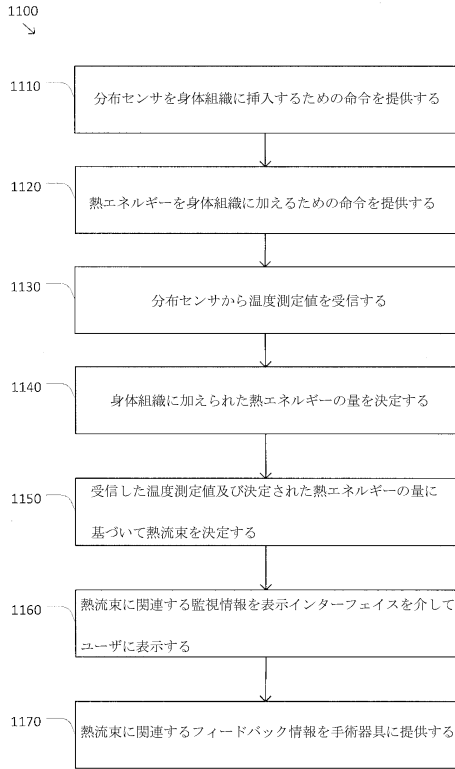 1100
1110
分布センサを身体組織に挿入するための命令を提供する
1120
熱エネルギーを身体組織に加えるための命令を提供する
1130
分布センサから温度測定値を受信する
1140
身体組織に加えられた熱エネルギーの量を決定する
1150
受信した温度測定値及び決定された熱エネルギーの量に
基づいて熱流束を決定する
1160
熱流束に関連する監視情報を表示インターフェイスを介して
ユーザに表示する
1170
熱流束に関連するフィードバック情報を手術器具に提供する